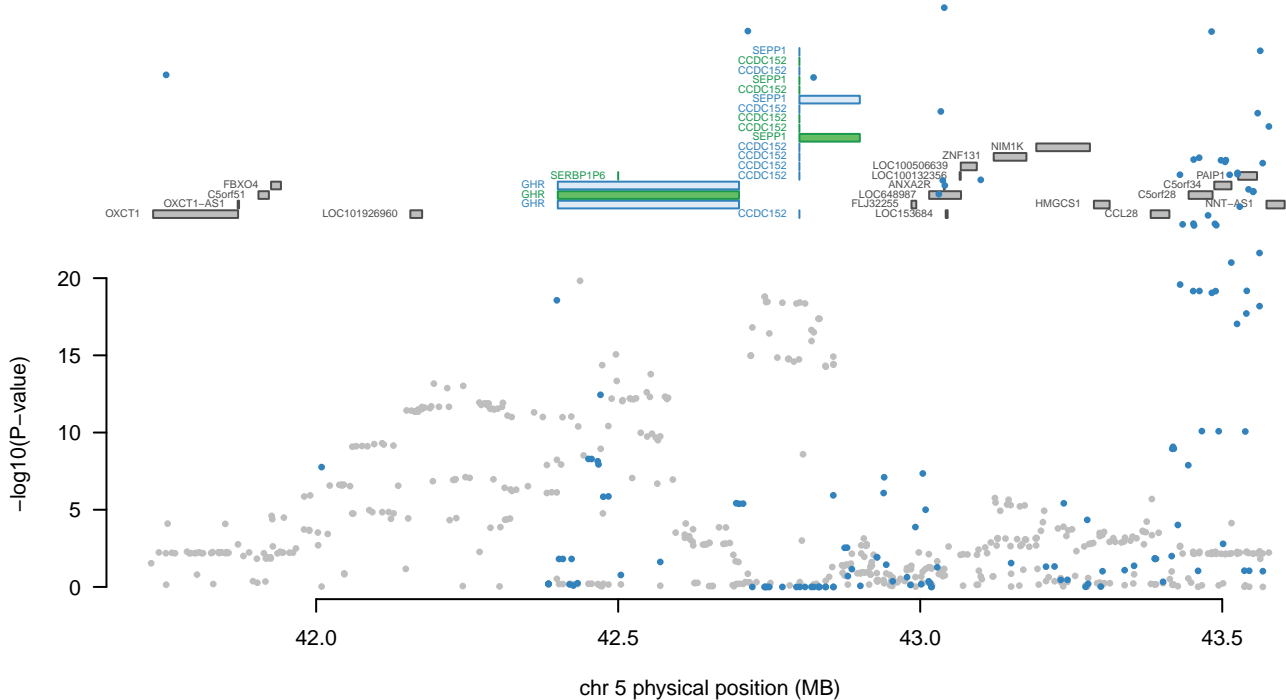 SEPP1
CCDC152
CCDC152
SEPP1
CCDC152
SEPP1
CCDC152
CCDC152
CCDC152
SEPP1
CCDC152
NIM1K
CCDC152 ZNF131
CCDC152 LOC100506639
SERBP1P6 CCDC152 LOC100132356 PAIP1
FBXO4 GHR ANXA2R C5orf34
C5orf51 GHR LOC648987 C5orf28
OXCT1-AS1 GHR FLJ32255 HMGCS1 NNT-AS1
OXCT1 LOC101926960 CCDC152 LOC153684 CCL28
20
15
10
5
0
-log10(P-value)
42.0 42.5 43.0 43.5
chr 5 physical position (MB)